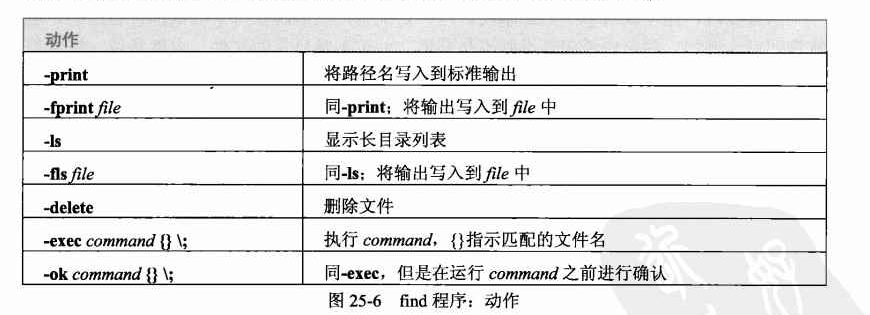 动作
-print 将路径名写入到标准输出
-fprint file 同-print；将输出写入到 file 中
-ls 显示长目录列表
-fls file 同-ls；将输出写入到 file 中
-delete 删除文件
-exec command {} \; 执行 command，{}指示匹配的文件名
-ok command {} \; 同-exec，但是在运行 command 之前进行确认
图 25-6 find 程序：动作